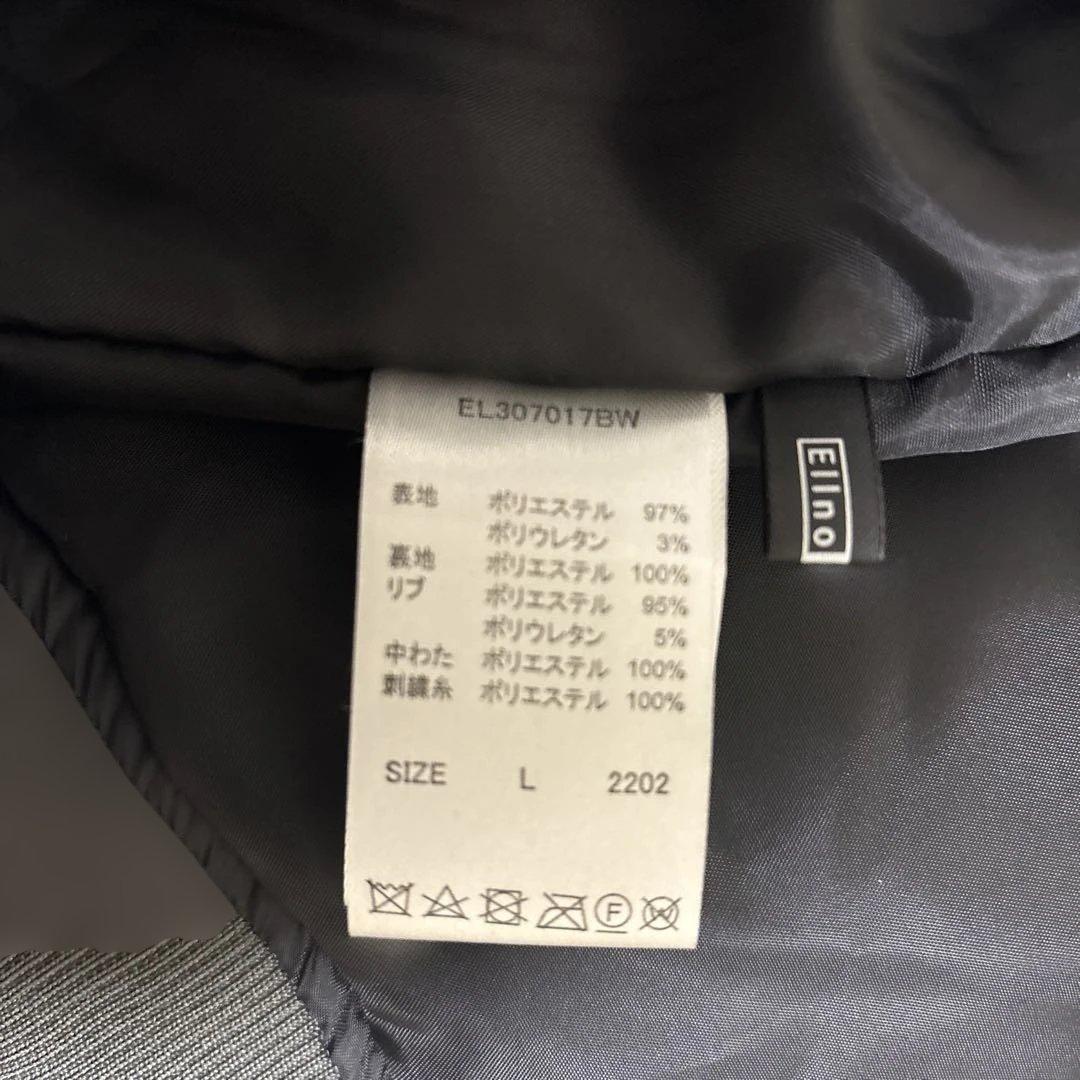 EL307017BW
表地 ポリエステル 97%
ポリウレタン 3%
裏地 ポリエステル 100%
リブ ポリエステル 95%
ポリウレタン 5%
中わた ポリエステル 100%
刺繍糸 ポリエステル 100%
SIZE L 2202
F W
Ellno